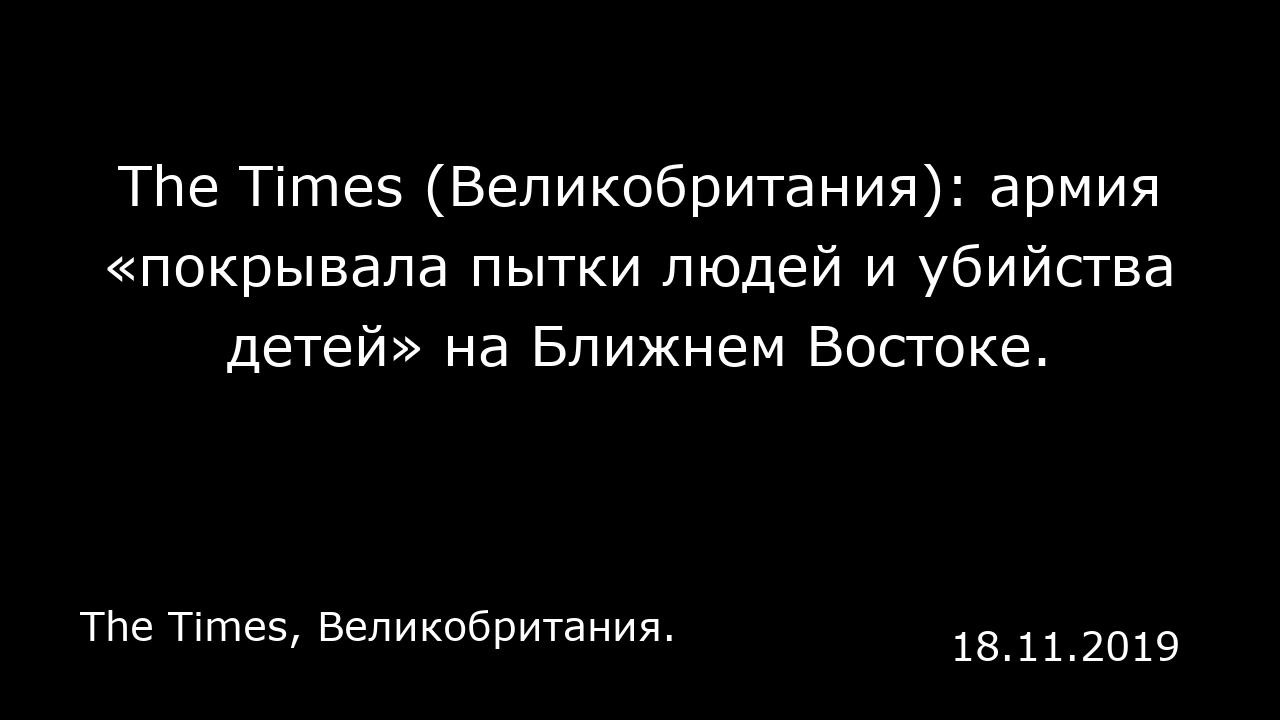 The Times (Великобритания): армия
«покрывала пытки людей и убийства
детей» на Ближнем Востоке.
The Times, Великобритания.
18.11.2019